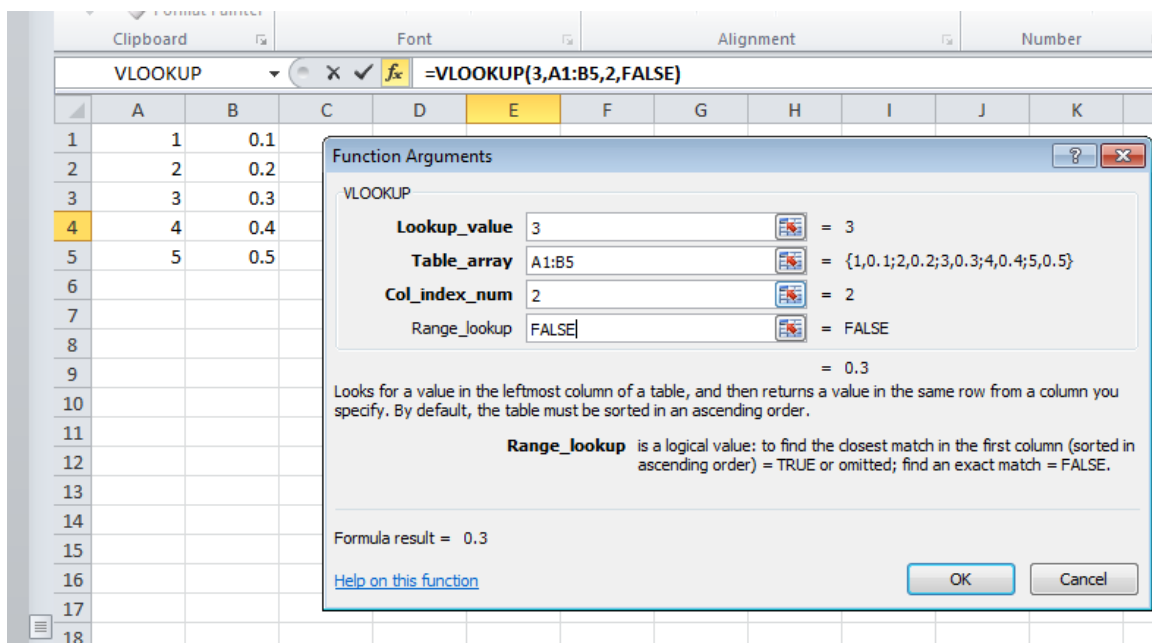 Format Painter
Clipboard Font Alignment Number
VLOOKUP fx =VLOOKUP(3,A1:B5,2,FALSE)
A B C D E F G H I J K
1 1 0.1
2 2 0.2
3 3 0.3
4 4 0.4
5 5 0.5
6
7
8
9
10
11
12
13
14
15
16
17
18
Function Arguments
VLOOKUP
Lookup_value 3 = 3
Table_array A1:B5 = {1,0.1;2,0.2;3,0.3;4,0.4;5,0.5}
Col_index_num 2 = 2
Range_lookup FALSE = FALSE
= 0.3
Looks for a value in the leftmost column of a table, and then returns a value in the same row from a column you
specify. By default, the table must be sorted in an ascending order.
Range_lookup is a logical value: to find the closest match in the first column (sorted in
ascending order) = TRUE or omitted; find an exact match = FALSE.
Formula result = 0.3
Help on this function OK Cancel